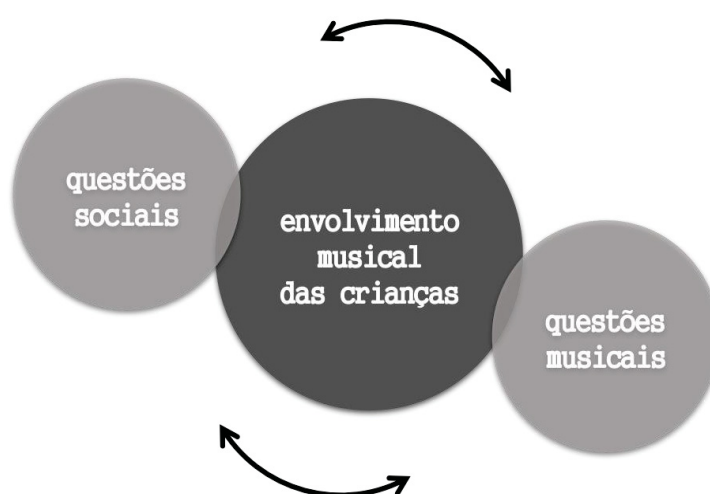 questões
sociais
envolvimento
musical
das crianças
questões
musicais